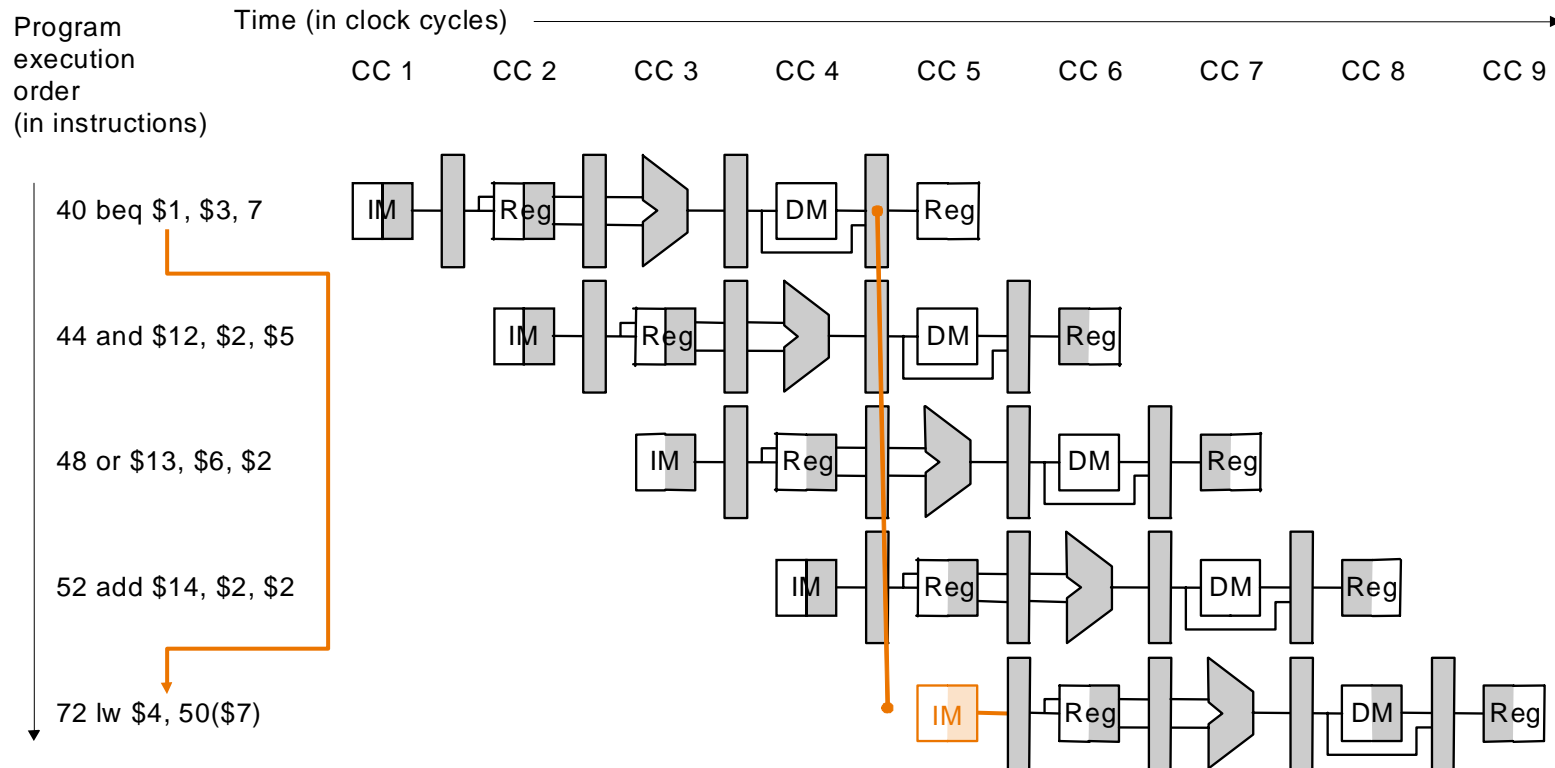 Time (in clock cycles)
Program
execution
order
(in instructions)
CC 1 CC 2 CC 3 CC 4 CC 5 CC 6 CC 7 CC 8 CC 9
40 beq $1, $3, 7 IM Reg DM Reg
44 and $12, $2, $5 IM Reg DM Reg
48 or $13, $6, $2 IM Reg DM Reg
52 add $14, $2, $2 IM Reg DM Reg
72 lw $4, 50($7) IM Reg DM Reg